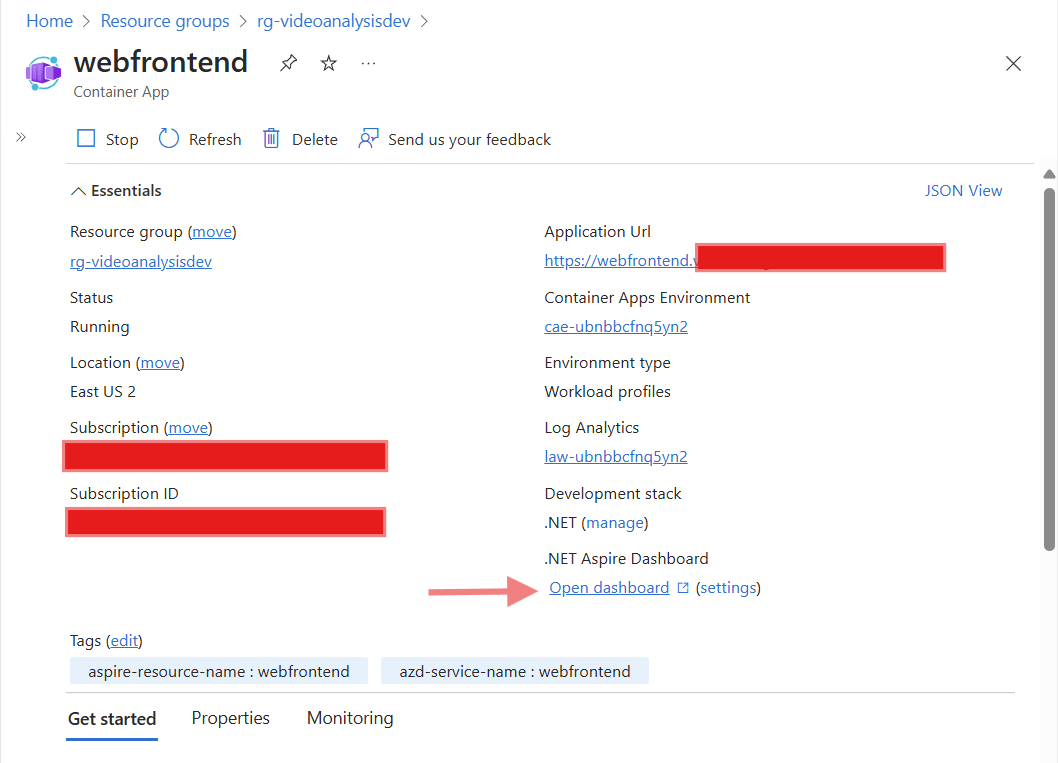 Home > Resource groups > rg-videoanalysisdev >
webfrontend
Container App
Stop Refresh Delete Send us your feedback
Essentials
JSON View
Resource group (move)
rg-videoanalysisdev
Status
Running
Location (move)
East US 2
Subscription (move)
Subscription ID
Application Url
https://webfrontend.
Container Apps Environment
cae-ubnbbcfnq5yn2
Environment type
Workload profiles
Log Analytics
law-ubnbbcfnq5yn2
Development stack
.NET (manage)
.NET Aspire Dashboard
Open dashboard (settings)
Tags (edit)
aspire-resource-name : webfrontend azd-service-name : webfrontend
Get started Properties Monitoring